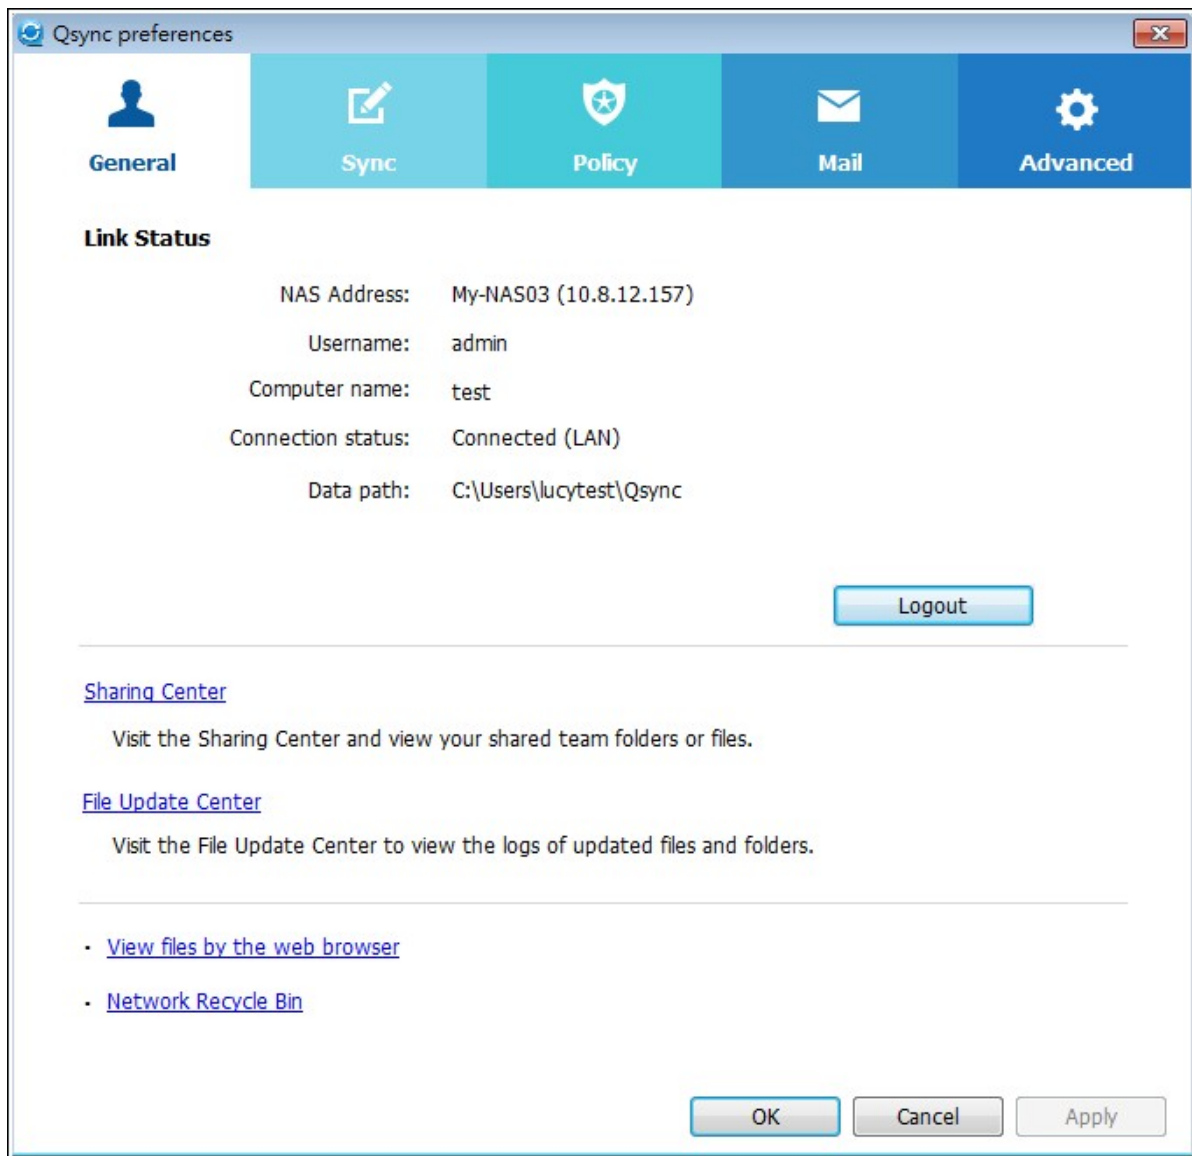 Qsync preferences
General
Sync
Policy
Mail
Advanced
Link Status
NAS Address: My-NAS03 (10.8.12.157)
Username: admin
Computer name: test
Connection status: Connected (LAN)
Data path: C:\Users\lucytest\Qsync
Logout
Sharing Center
Visit the Sharing Center and view your shared team folders or files.
File Update Center
Visit the File Update Center to view the logs of updated files and folders.
· View files by the web browser
· Network Recycle Bin
OK
Cancel
Apply